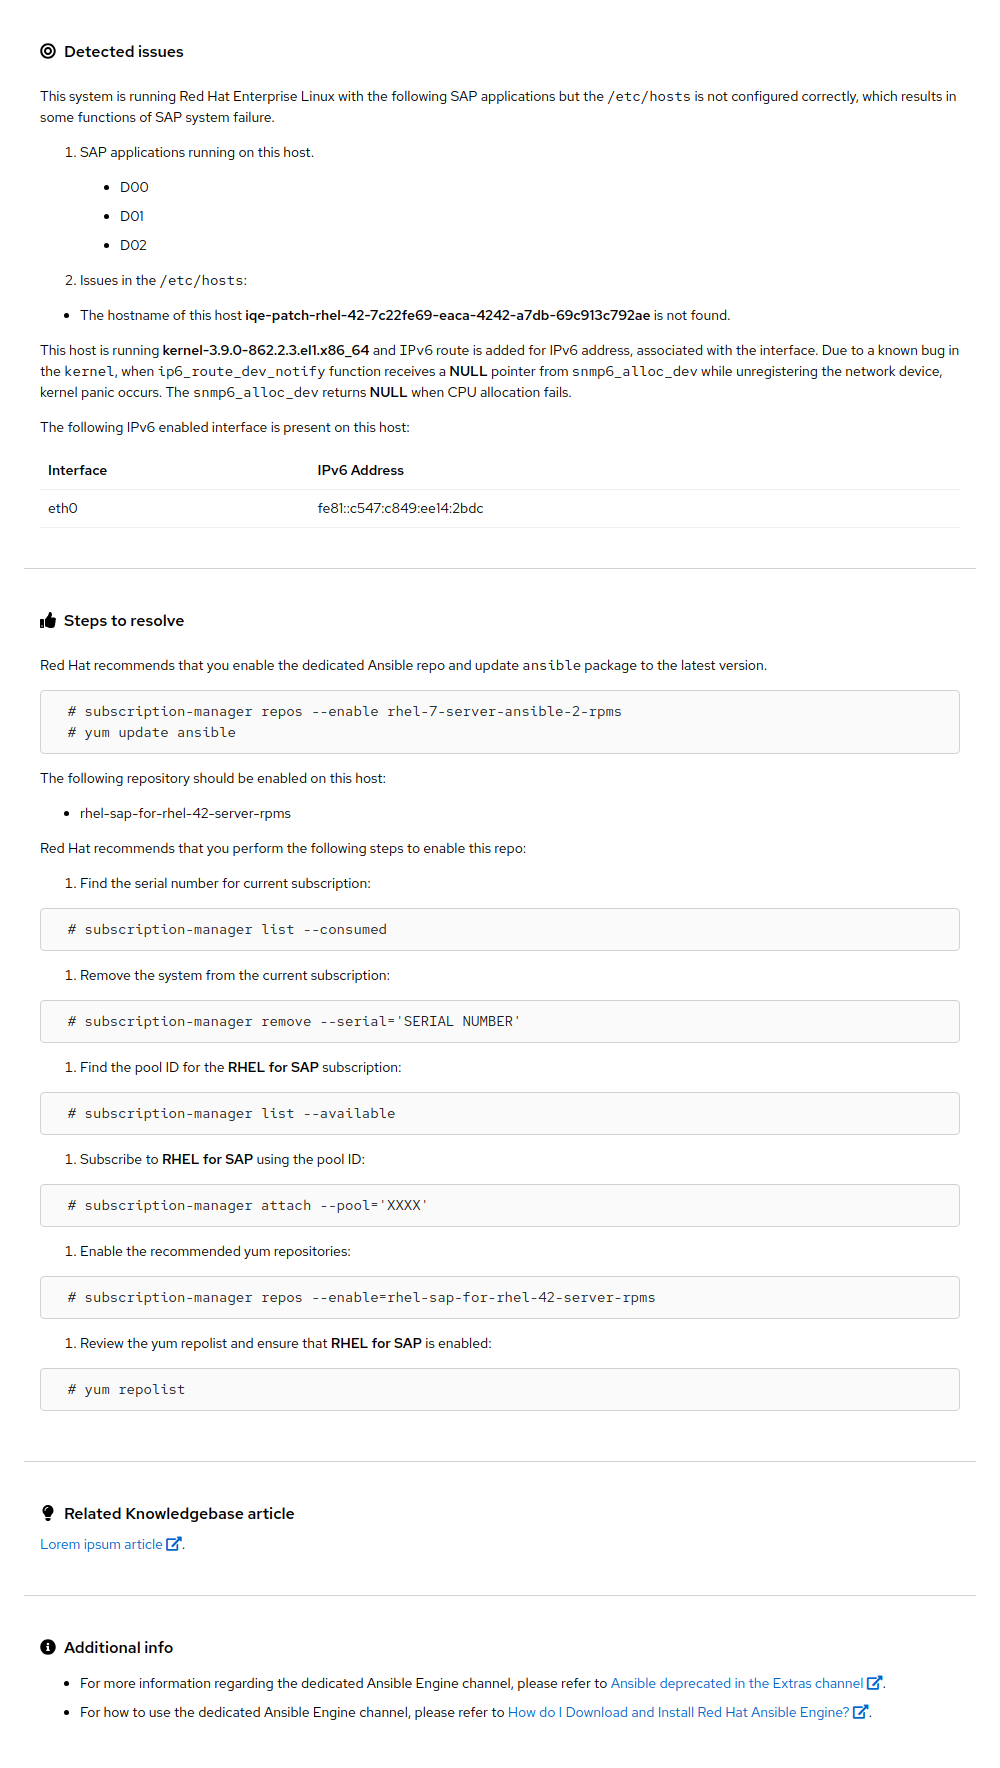 Detected issues
This system is running Red Hat Enterprise Linux with the following SAP applications but the /etc/hosts is not configured correctly, which results in
some functions of SAP system failure.
1. SAP applications running on this host.
• D00
• D01
• D02
2. Issues in the /etc/hosts:
• The hostname of this host iqe-patch-rhel-42-7c22fe69-eaca-4242-a7db-69c913c792ae is not found.
This host is running kernel-3.9.0-862.2.3.el1.x86_64 and IPv6 route is added for IPv6 address, associated with the interface. Due to a known bug in
the kernel, when ip6_route_dev_notify function receives a NULL pointer from snmp6_alloc_dev while unregistering the network device,
kernel panic occurs. The snmp6_alloc_dev returns NULL when CPU allocation fails.
The following IPv6 enabled interface is present on this host:
Interface IPv6 Address
eth0 fe81::c547:c849:ee14:2bdc
Steps to resolve
Red Hat recommends that you enable the dedicated Ansible repo and update ansible package to the latest version.
# subscription-manager repos --enable rhel-7-server-ansible-2-rpms
# yum update ansible
The following repository should be enabled on this host:
• rhel-sap-for-rhel-42-server-rpms
Red Hat recommends that you perform the following steps to enable this repo:
1. Find the serial number for current subscription:
# subscription-manager list --consumed
1. Remove the system from the current subscription:
# subscription-manager remove --serial='SERIAL NUMBER'
1. Find the pool ID for the RHEL for SAP subscription:
# subscription-manager list --available
1. Subscribe to RHEL for SAP using the pool ID:
# subscription-manager attach --pool='XXXX'
1. Enable the recommended yum repositories:
# subscription-manager repos --enable=rhel-sap-for-rhel-42-server-rpms
1. Review the yum repolist and ensure that RHEL for SAP is enabled:
# yum repolist
Related Knowledgebase article
Lorem ipsum article.
Additional info
• For more information regarding the dedicated Ansible Engine channel, please refer to Ansible deprecated in the Extras channel.
• For how to use the dedicated Ansible Engine channel, please refer to How do I Download and Install Red Hat Ansible Engine?.